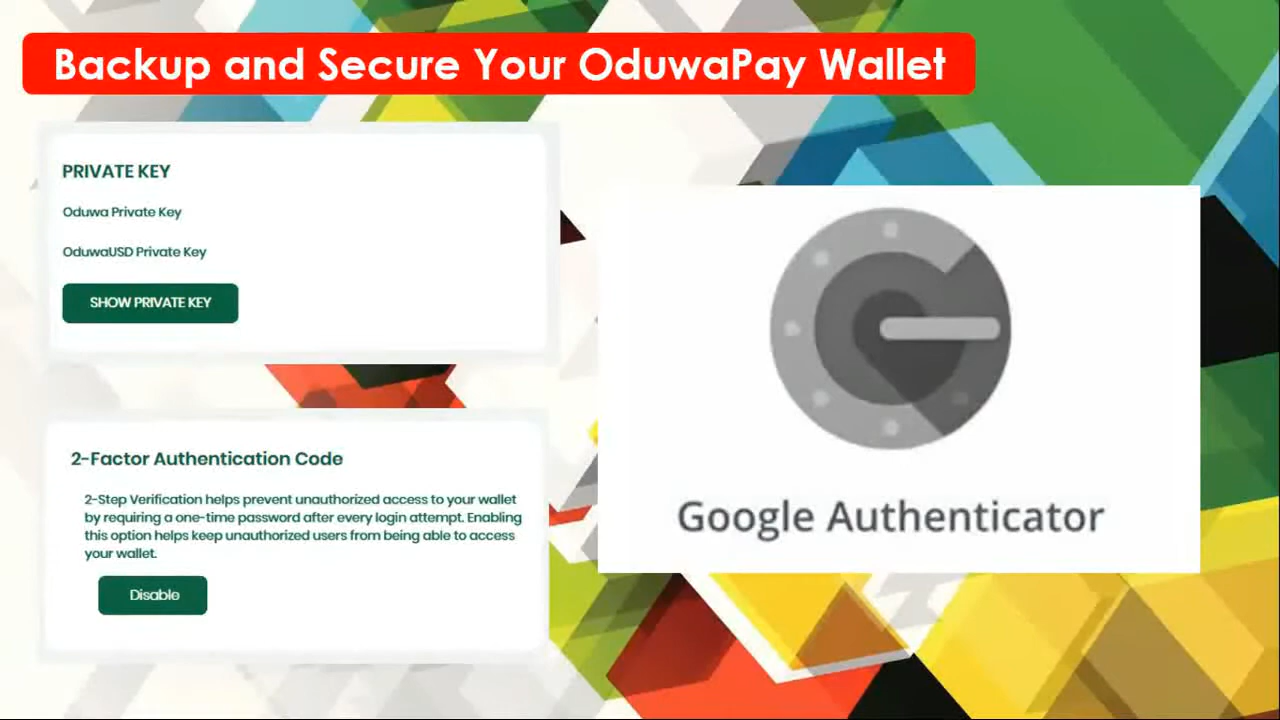 Backup and Secure Your OduwaPay Wallet
PRIVATE KEY
Oduwa Private Key
OduwaUSD Private Key
SHOW PRIVATE KEY
2-Factor Authentication Code
2-Step Verification helps prevent unauthorized access to your wallet
by requiring a one-time password after every login attempt. Enabling
this option helps keep unauthorized users from being able to access
your wallet.
Disable
Google Authenticator